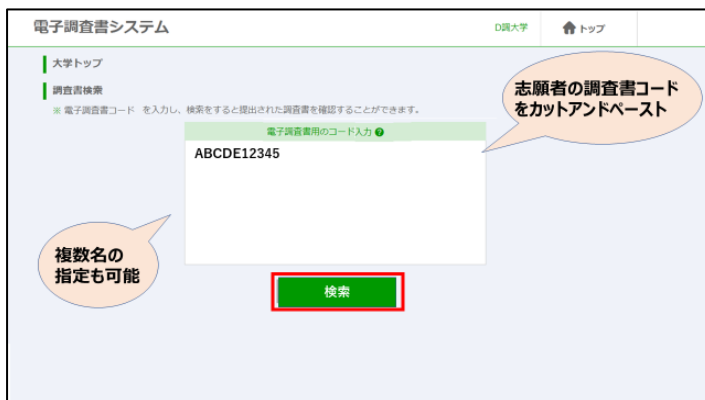 電子調査書システム
D調大学
トップ
大学トップ
調査書検索
※ 電子調査書コード を入力し、検索をすると提出された調査書を確認することができます。
志願者の調査書コード
をカットアンドペースト
電子調査書用のコード入力 ?
ABCDE12345
複数名の
指定も可能
検索